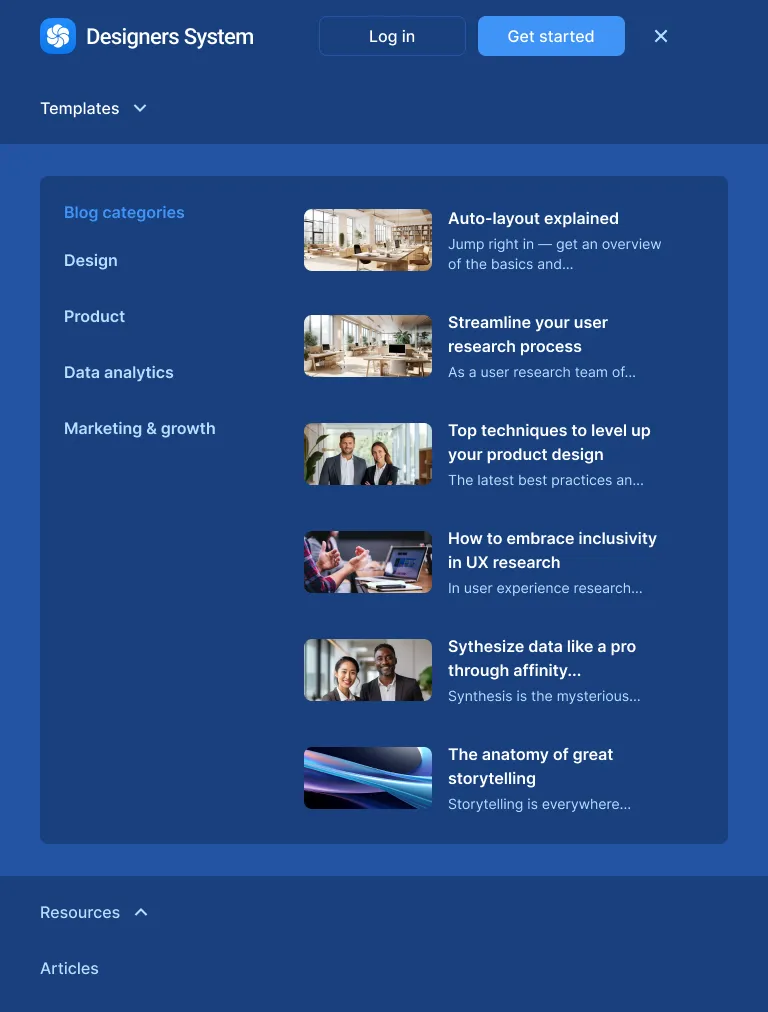 Designers System
Log in
Get started
Templates
Blog categories
Design
Product
Data analytics
Marketing & growth
Auto-layout explained
Jump right in — get an overview
of the basics and...
Streamline your user
research process
As a user research team of...
Top techniques to level up
your product design
The latest best practices an...
How to embrace inclusivity
in UX research
In user experience research...
Sythesize data like a pro
through affinity...
Synthesis is the mysterious...
The anatomy of great
storytelling
Storytelling is everywhere...
Resources
Articles